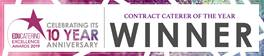 EDUCATERING
EXCELLENCE
AWARDS 2019
CELEBRATING ITS
10 YEAR
ANNIVERSARY
CONTRACT CATERER OF THE YEAR
WINNER